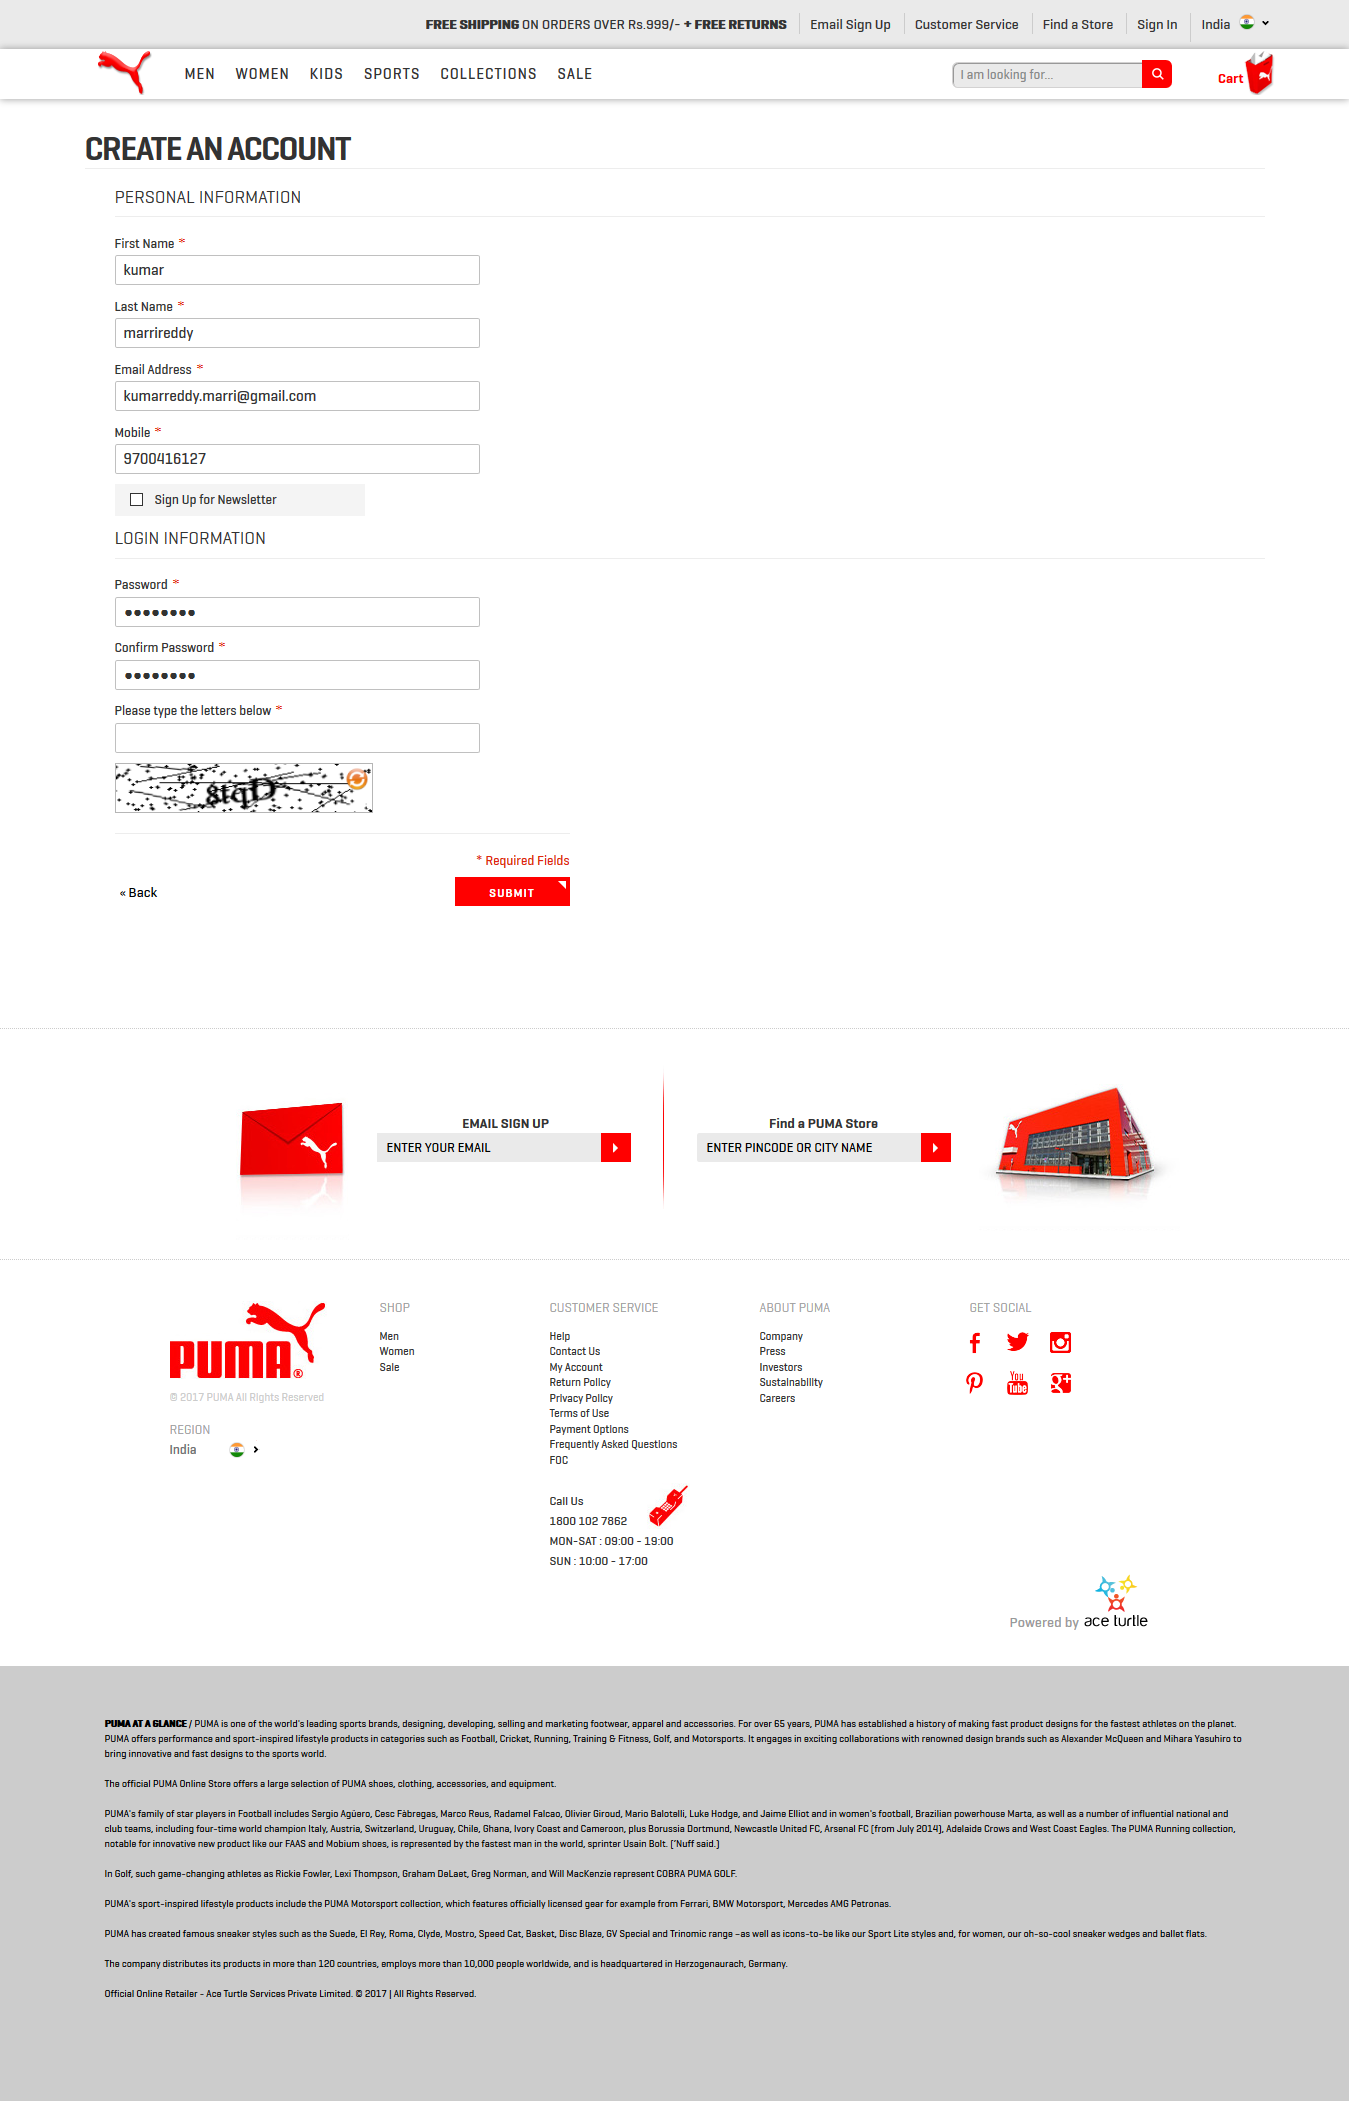 FREE SHIPPING ON ORDERS OVER Rs.999/- + FREE RETURNS Email Sign Up Customer Service Find a Store Sign In India
MEN WOMEN KIDS SPORTS COLLECTIONS SALE I am looking for... Cart
CREATE AN ACCOUNT
PERSONAL INFORMATION
First Name *
kumar
Last Name *
marrireddy
Email Address *
kumarreddy.marri@gmail.com
Mobile *
9700416127
Sign Up for Newsletter
LOGIN INFORMATION
Password *
Confirm Password *
Please type the letters below *
* Required Fields
« Back SUBMIT
EMAIL SIGN UP
ENTER YOUR EMAIL
Find a PUMA Store
ENTER PINCODE OR CITY NAME
PUMA®
© 2017 PUMA All Rights Reserved
REGION
India
SHOP
Men
Women
Sale
CUSTOMER SERVICE
Help
Contact Us
My Account
Return Policy
Privacy Policy
Terms of Use
Payment Options
Frequently Asked Questions
FOC
Call Us
1800 102 7862
MON-SAT : 09:00 - 19:00
SUN : 10:00 - 17:00
ABOUT PUMA
Company
Press
Investors
Sustainability
Careers
GET SOCIAL
You Tube
Powered by ace turtle
PUMA AT A GLANCE / PUMA is one of the world's leading sports brands, designing, developing, selling and marketing footwear, apparel and accessories. For over 65 years, PUMA has established a history of making fast product designs for the fastest athletes on the planet.
PUMA offers performance and sport-inspired lifestyle products in categories such as Football, Cricket, Running, Training & Fitness, Golf, and Motorsports. It engages in exciting collaborations with renowned design brands such as Alexander McQueen and Mihara Yasuhiro to
bring innovative and fast designs to the sports world.
The official PUMA Online Store offers a large selection of PUMA shoes, clothing, accessories, and equipment.
PUMA's family of star players in Football includes Sergio Agüero, Cesc Fàbregas, Marco Reus, Radamel Falcao, Olivier Giroud, Mario Balotelli, Luke Hodge, and Jaime Elliot and in women's football, Brazilian powerhouse Marta, as well as a number of influential national and
club teams, including four-time world champion Italy, Austria, Switzerland, Uruguay, Chile, Ghana, Ivory Coast and Cameroon, plus Borussia Dortmund, Newcastle United FC, Arsenal FC (from July 2014), Adelaide Crows and West Coast Eagles. The PUMA Running collection,
notable for innovative new product like our FAAS and Mobium shoes, is represented by the fastest man in the world, sprinter Usain Bolt. ('Nuff said.)
In Golf, such game-changing athletes as Rickie Fowler, Lexi Thompson, Graham DeLaet, Greg Norman, and Will MacKenzie represent COBRA PUMA GOLF.
PUMA's sport-inspired lifestyle products include the PUMA Motorsport collection, which features officially licensed gear for example from Ferrari, BMW Motorsport, Mercedes AMG Petronas.
PUMA has created famous sneaker styles such as the Suede, El Rey, Roma, Clyde, Mostro, Speed Cat, Basket, Disc Blaze, GV Special and Trinomic range -as well as icons-to-be like our Sport Lite styles and, for women, our oh-so-cool sneaker wedges and ballet flats.
The company distributes its products in more than 120 countries, employs more than 10,000 people worldwide, and is headquartered in Herzogenaurach, Germany.
Official Online Retailer - Ace Turtle Services Private Limited. © 2017 | All Rights Reserved.